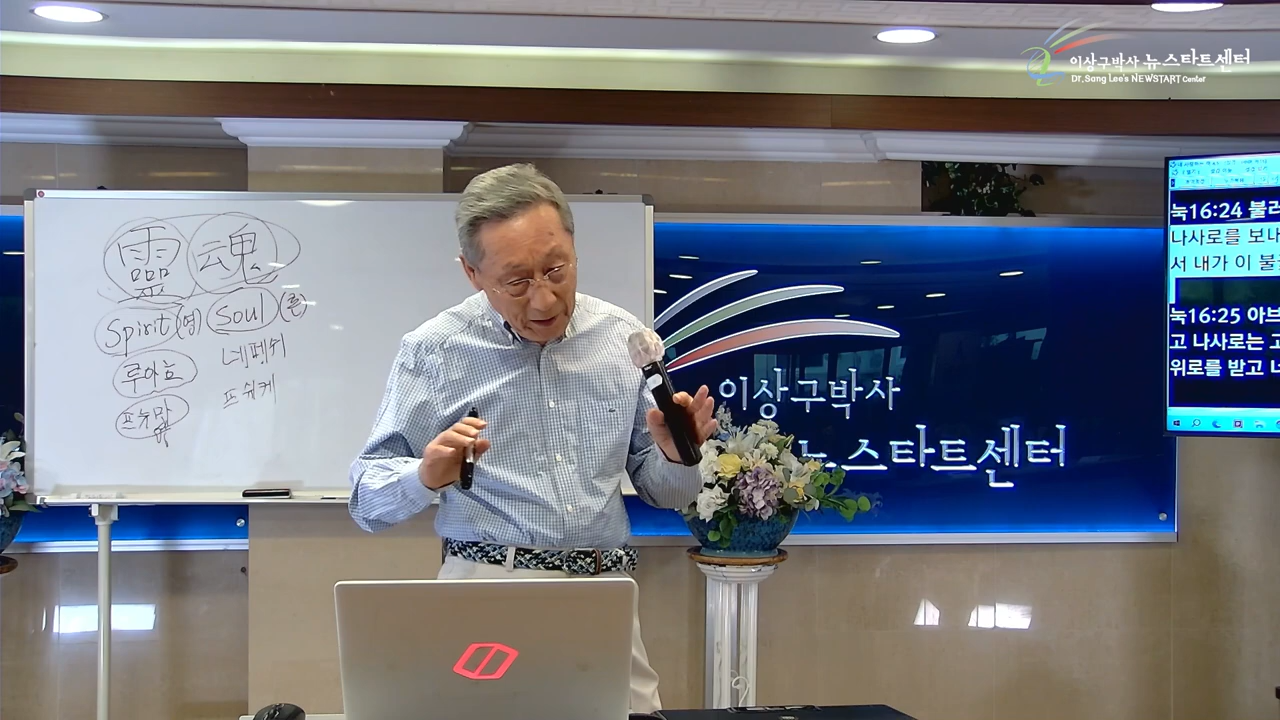 이상구박사 뉴스타트센터
Dr. Sang Lee's NEWSTART Center
靈魂
Spirit(영) Soul(혼)
루아흐 네펜쉬
프뉴마 프쉬케
이상구박사
뉴스타트센터
눅16:24 불러
나사로를 보내
서 내가 이 불
눅16:25 아브
고 나사로는 고
위로를 받고 너